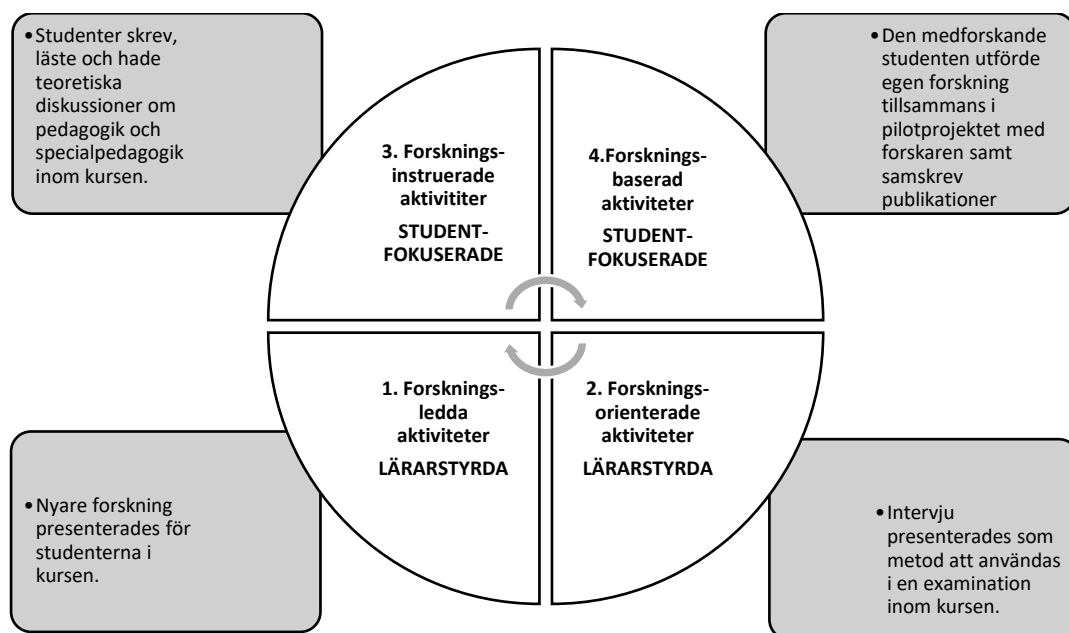 •Studenter skrev,
läste och hade
teoretiska
diskussioner om
pedagogik och
specialpedagogik
inom kursen.
•Den medforskande
studenten utförde
egen forskning
tillsammans i
pilotprojektet med
forskaren samt
samskrev
publikationer
3. Forsknings-
instruerade
aktivititer
STUDENT-
FOKUSERADE
4.Forsknings-
baserad
aktiviteter
STUDENT-
FOKUSERADE
1. Forsknings-
ledda
aktiviteter
LÄRARSTYRDA
2. Forsknings-
orienterade
aktiviteter
LÄRARSTYRDA
•Nyare forskning
presenterades för
studenterna i
kursen.
•Intervju
presenterades som
metod att användas
i en examination
inom kursen.